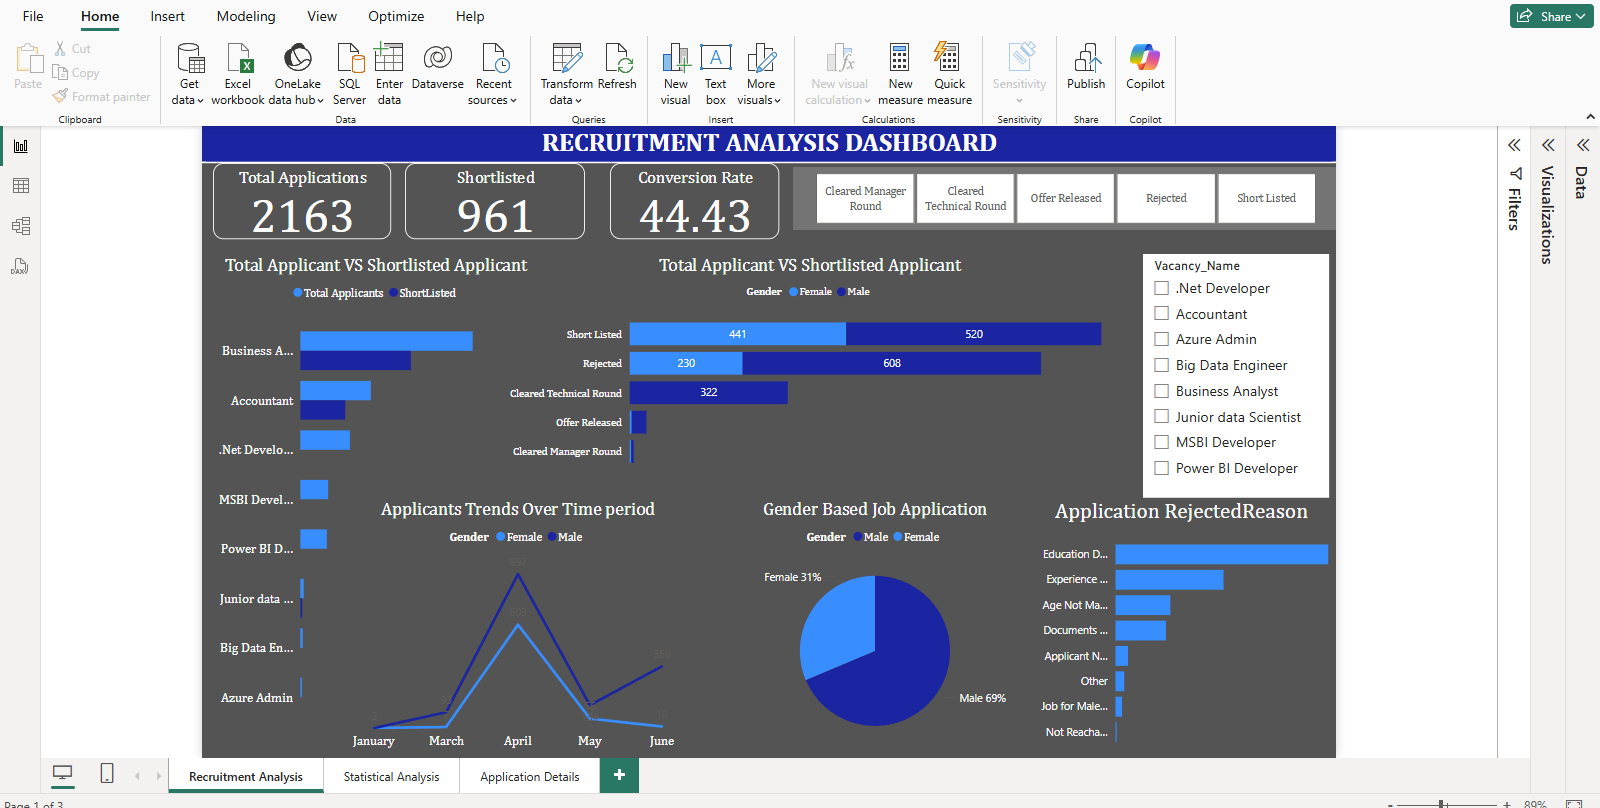 File Home Insert Modeling View Optimize Help
Share
Paste
Cut
Copy
Format painter
Clipboard
Get data
Excel workbook
OneLake data hub
SQL Server
Enter data
Dataverse
Recent sources
Data
Transform data
Refresh
Queries
New visual
Text box
More visuals
Insert
New visual calculation
New measure
Quick measure
Calculations
Sensitivity
Sensitivity
Publish
Share
Copilot
Copilot
RECRUITMENT ANALYSIS DASHBOARD
Total Applications
2163
Shortlisted
961
Conversion Rate
44.43
Cleared Manager Round
Cleared Technical Round
Offer Released
Rejected
Short Listed
Total Applicant VS Shortlisted Applicant
Total Applicants ShortListed
Business A...
Accountant
.Net Develo...
MSBI Devel...
Power BI D...
Junior data ...
Big Data En...
Azure Admin
Total Applicant VS Shortlisted Applicant
Gender Female Male
Short Listed 441 520
Rejected 230 608
Cleared Technical Round 322
Offer Released
Cleared Manager Round
Vacancy_Name
.Net Developer
Accountant
Azure Admin
Big Data Engineer
Business Analyst
Junior data Scientist
MSBI Developer
Power BI Developer
Applicants Trends Over Time period
Gender Female Male
January March April May June
Gender Based Job Application
Gender Male Female
Female 31%
Male 69%
Application RejectedReason
Education D...
Experience ...
Age Not Ma...
Documents ...
Applicant N...
Other
Job for Male...
Not Reacha...
Filters
Visualizations
Data
Recruitment Analysis
Statistical Analysis
Application Details
Page 1 of 3
89%